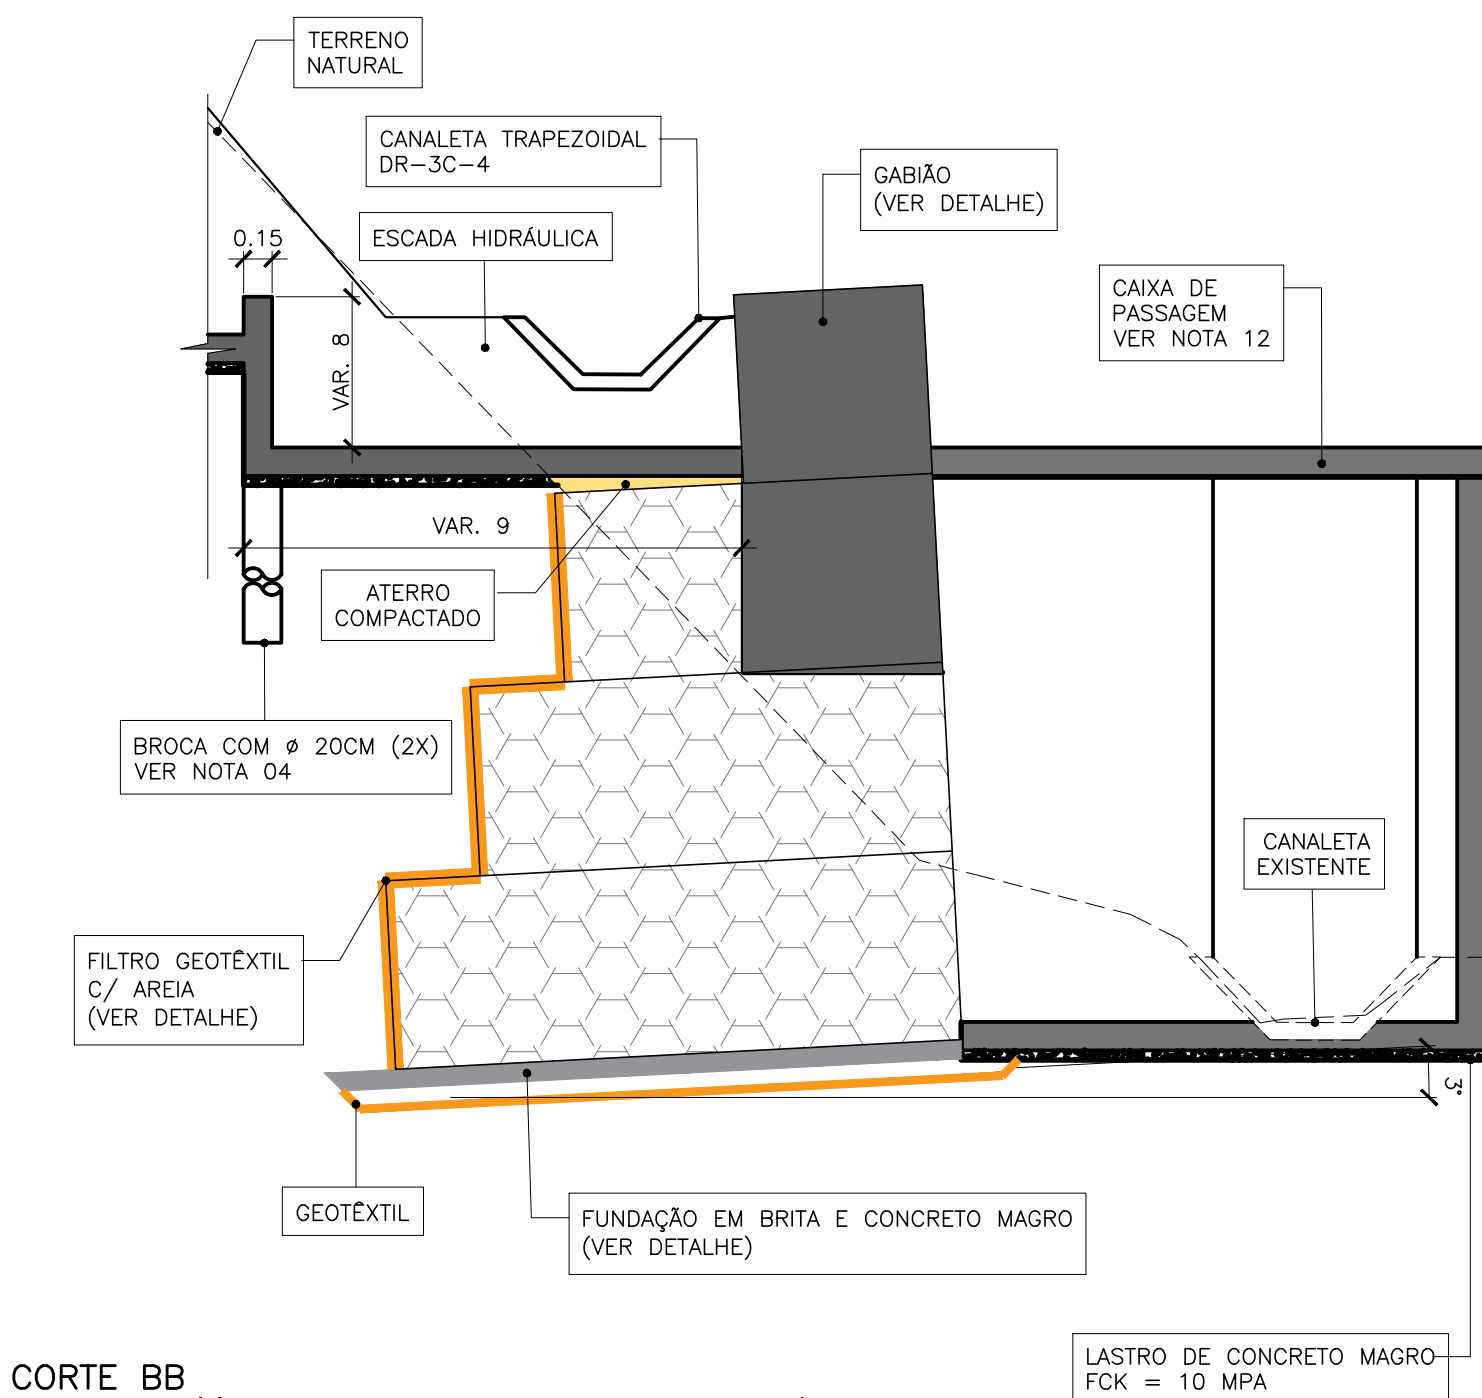 TERRENO
NATURAL
CANALETA TRAPEZOIDAL
DR-3C-4
GABIÃO
(VER DETALHE)
ESCADA HIDRÁULICA
0.15
CAIXA DE
PASSAGEM
VER NOTA 12
VAR. 8
VAR. 9
ATERRO
COMPACTADO
BROCA COM ø 20CM (2X)
VER NOTA 04
CANALETA
EXISTENTE
FILTRO GEOTÊXTIL
C/ AREIA
(VER DETALHE)
3°
GEOTÊXTIL
FUNDAÇÃO EM BRITA E CONCRETO MAGRO
(VER DETALHE)
LASTRO DE CONCRETO MAGRO
FCK = 10 MPA
CORTE BB